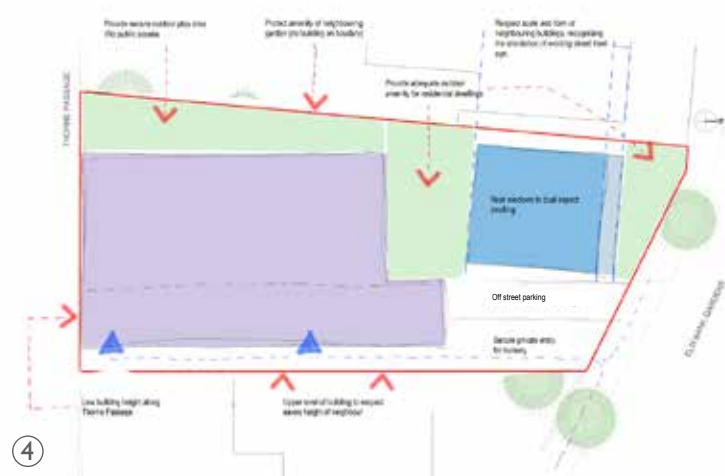 Provide secure outdoor play area
(No public access)
Protect amenity of neighbouring
garden (no building on boundary)
Respect scale and form of
neighbouring buildings, recognising
the orientation of existing street
Provide adequate outdoor
amenity for residential dwellings
THORNE PASSAGE
Rear windows to dual aspect
dwelling
Off street parking
Secure private entry
for nursery
ELM BANK GARDENS
Low building height along
Thorne Passage
Upper level of building to respect
eaves height of neighbour
4